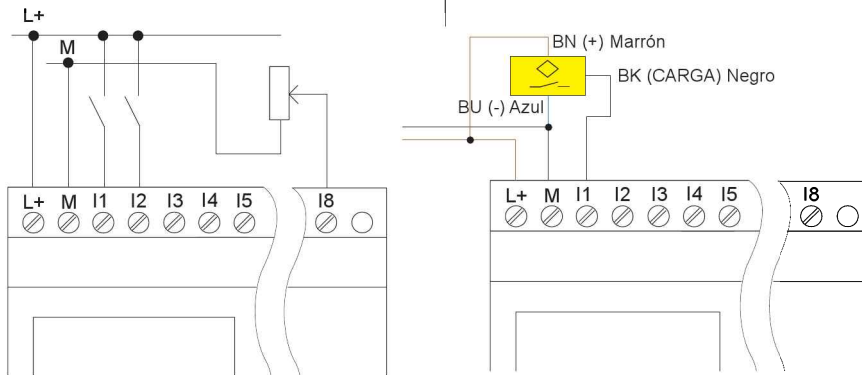 L+
M
L+ M I1 I2 I3 I4 I5 I8
BN (+) Marrón
BK (CARGA) Negro
BU (-) Azul
L+ M I1 I2 I3 I4 I5 I8